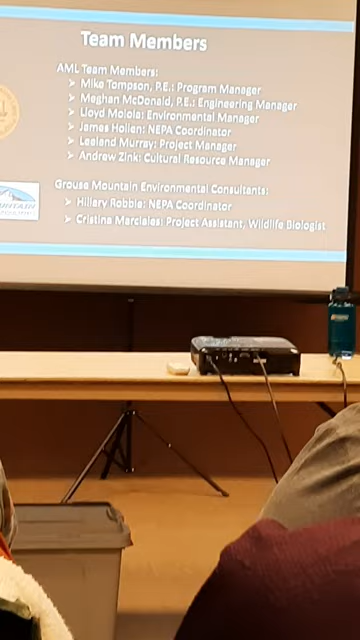 Team Members
AML Team Members:
➤ Mike Tompson, P.E.: Program Manager
➤ Meghan McDonald, P.E.: Engineering Manager
➤ Lloyd Moiola: Environmental Manager
➤ James Hollen: NEPA Coordinator
➤ Leeland Murray: Project Manager
➤ Andrew Zink: Cultural Resource Manager
Grouse Mountain Environmental Consultants:
➤ Hillary Robbie: NEPA Coordinator
➤ Cristina Marciales: Project Assistant, Wildlife Biologist